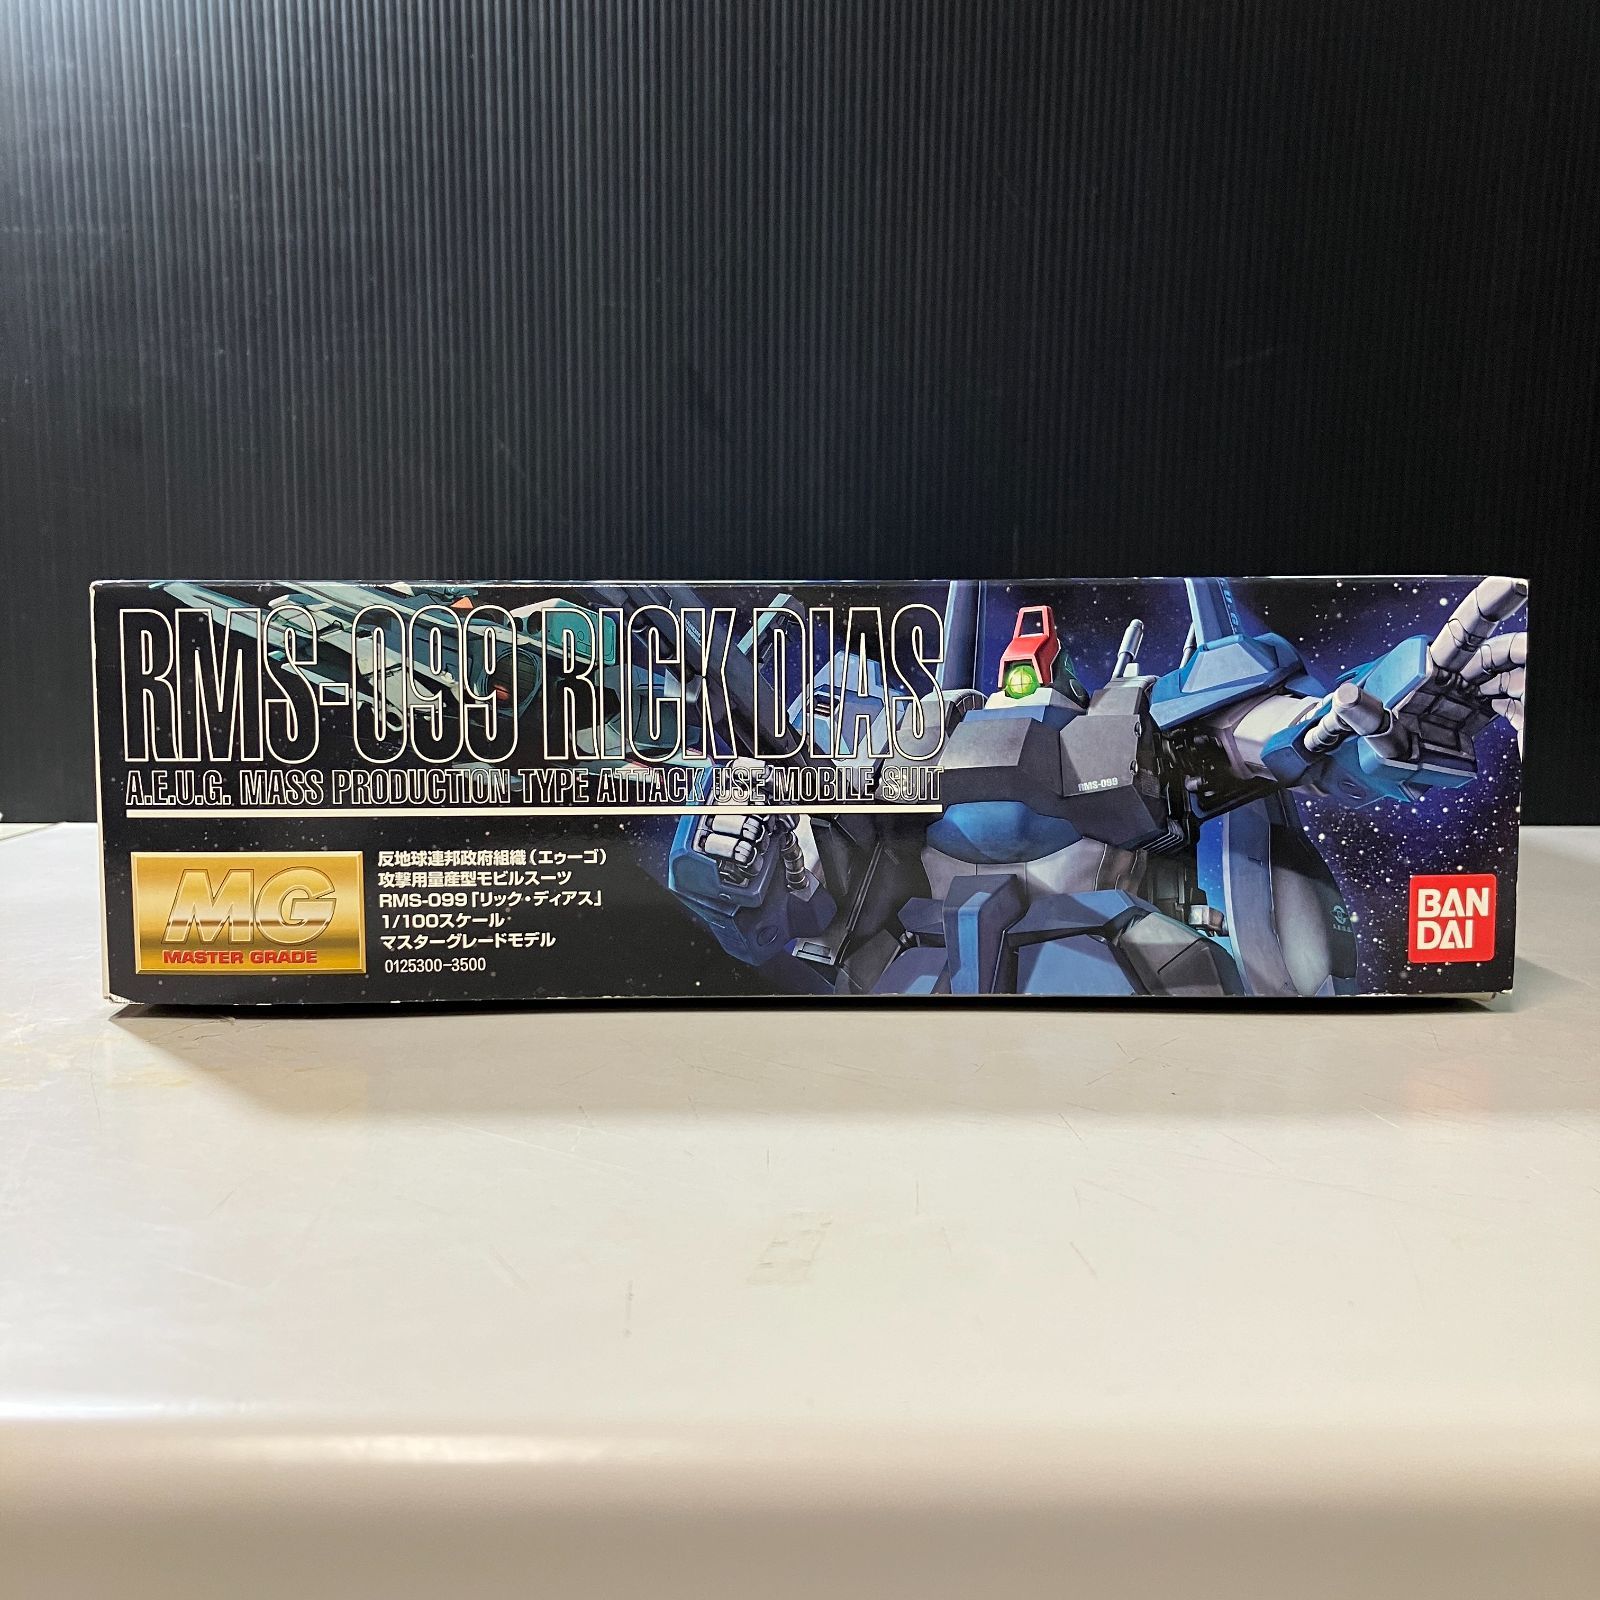 RMS-099 RICK DIAS
A.E.U.G. MASS PRODUCTION TYPE ATTACK USE MOBILE SUIT
MG
MASTER GRADE
反地球連邦政府組織(エゥーゴ)
攻撃用量産型モビルスーツ
RMS-099「リック・ディアス」
1/100スケール
マスターグレードモデル
0125300-3500
RMS-099
BAN
DAI